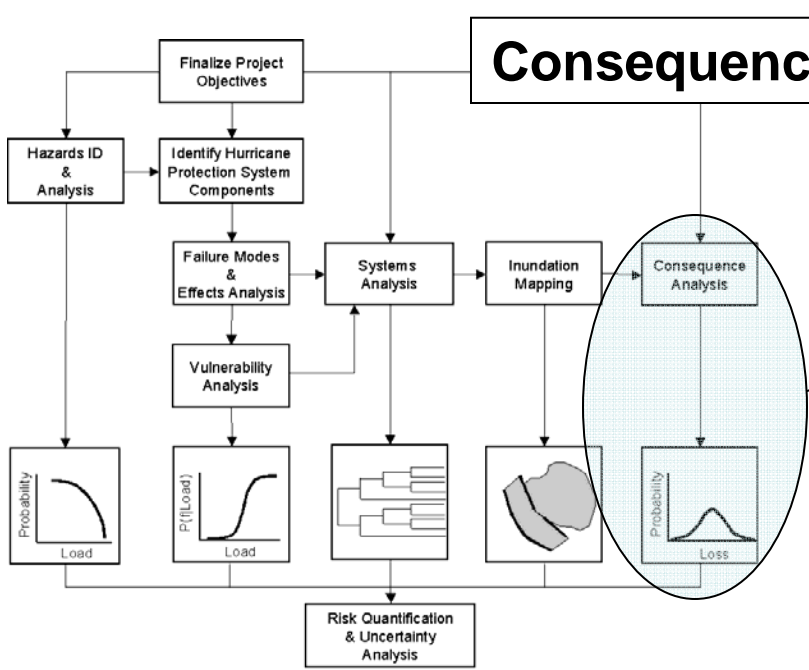 Consequenc
Finalize Project
Objectives
Hazards ID
&
Analysis
Identify Hurricane
Protection System
Components
Failure Modes
&
Effects Analysis
Systems
Analysis
Inundation
Mapping
Consequence
Analysis
Vulnerability
Analysis
Probability
Load
P(f|Load)
Load
Probability
Loss
Risk Quantification
& Uncertainty
Analysis